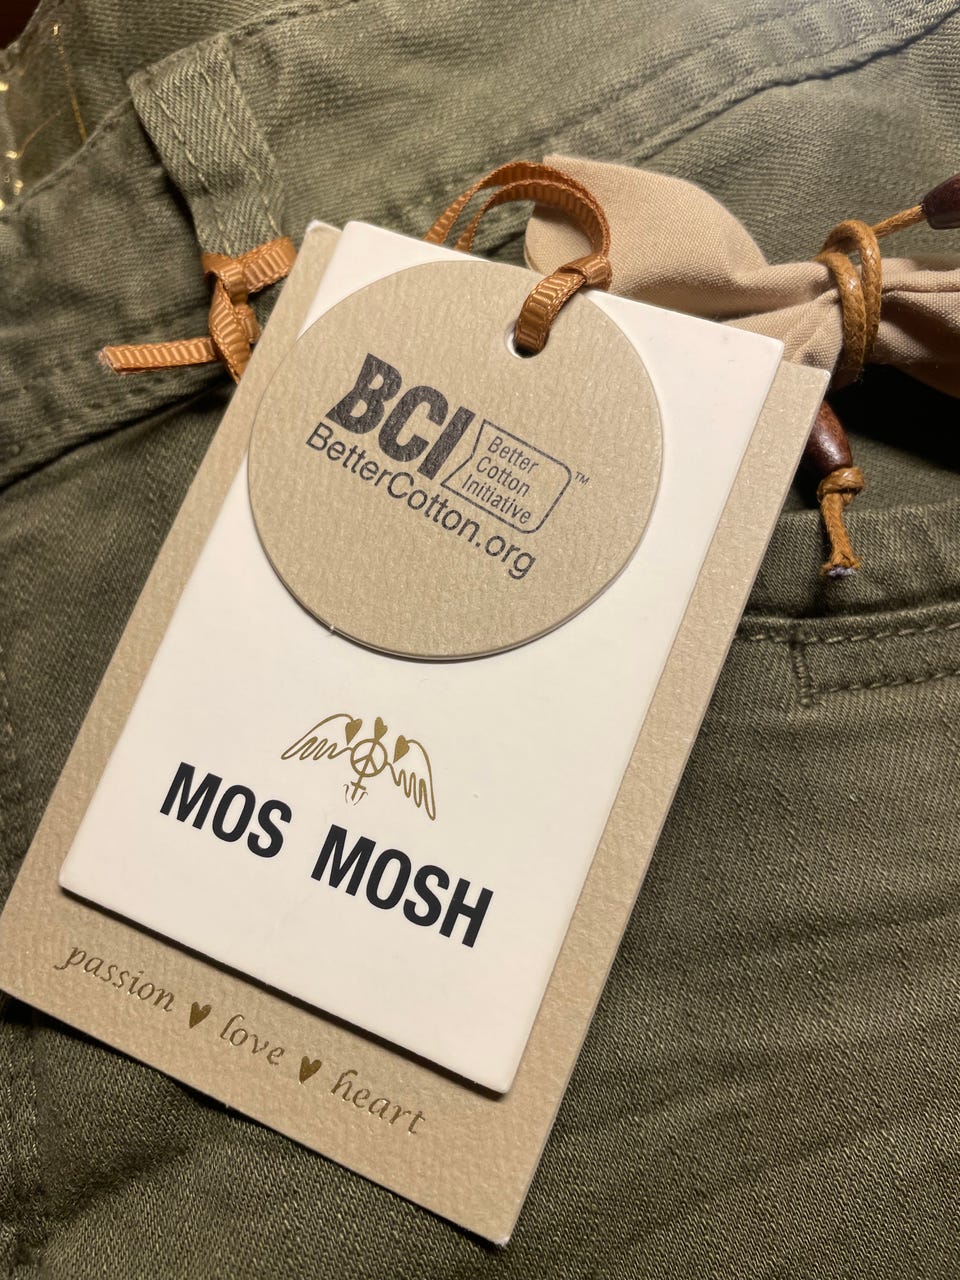 BCI
Better
Cotton
Initiative
™
BetterCotton.org
MOS MOSH
passion ♥ love ♥ heart